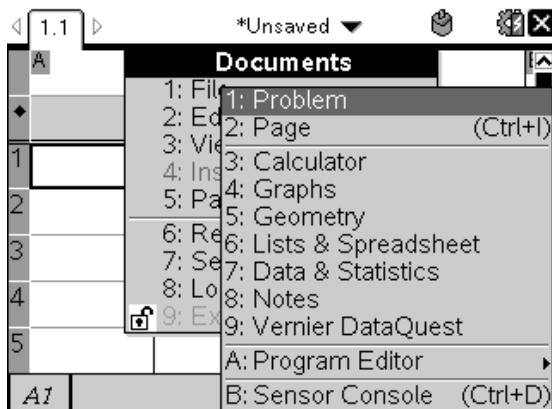 1.1 *Unsaved
A
Documents
1: File
2: Ed
3: Vie
4: Ins
5: Pa
6: Re
7: Se
8: Lo
9: Ex
1: Problem
2: Page (Ctrl+I)
3: Calculator
4: Graphs
5: Geometry
6: Lists & Spreadsheet
7: Data & Statistics
8: Notes
9: Vernier DataQuest
A: Program Editor
B: Sensor Console (Ctrl+D)
1
2
3
4
5
A1